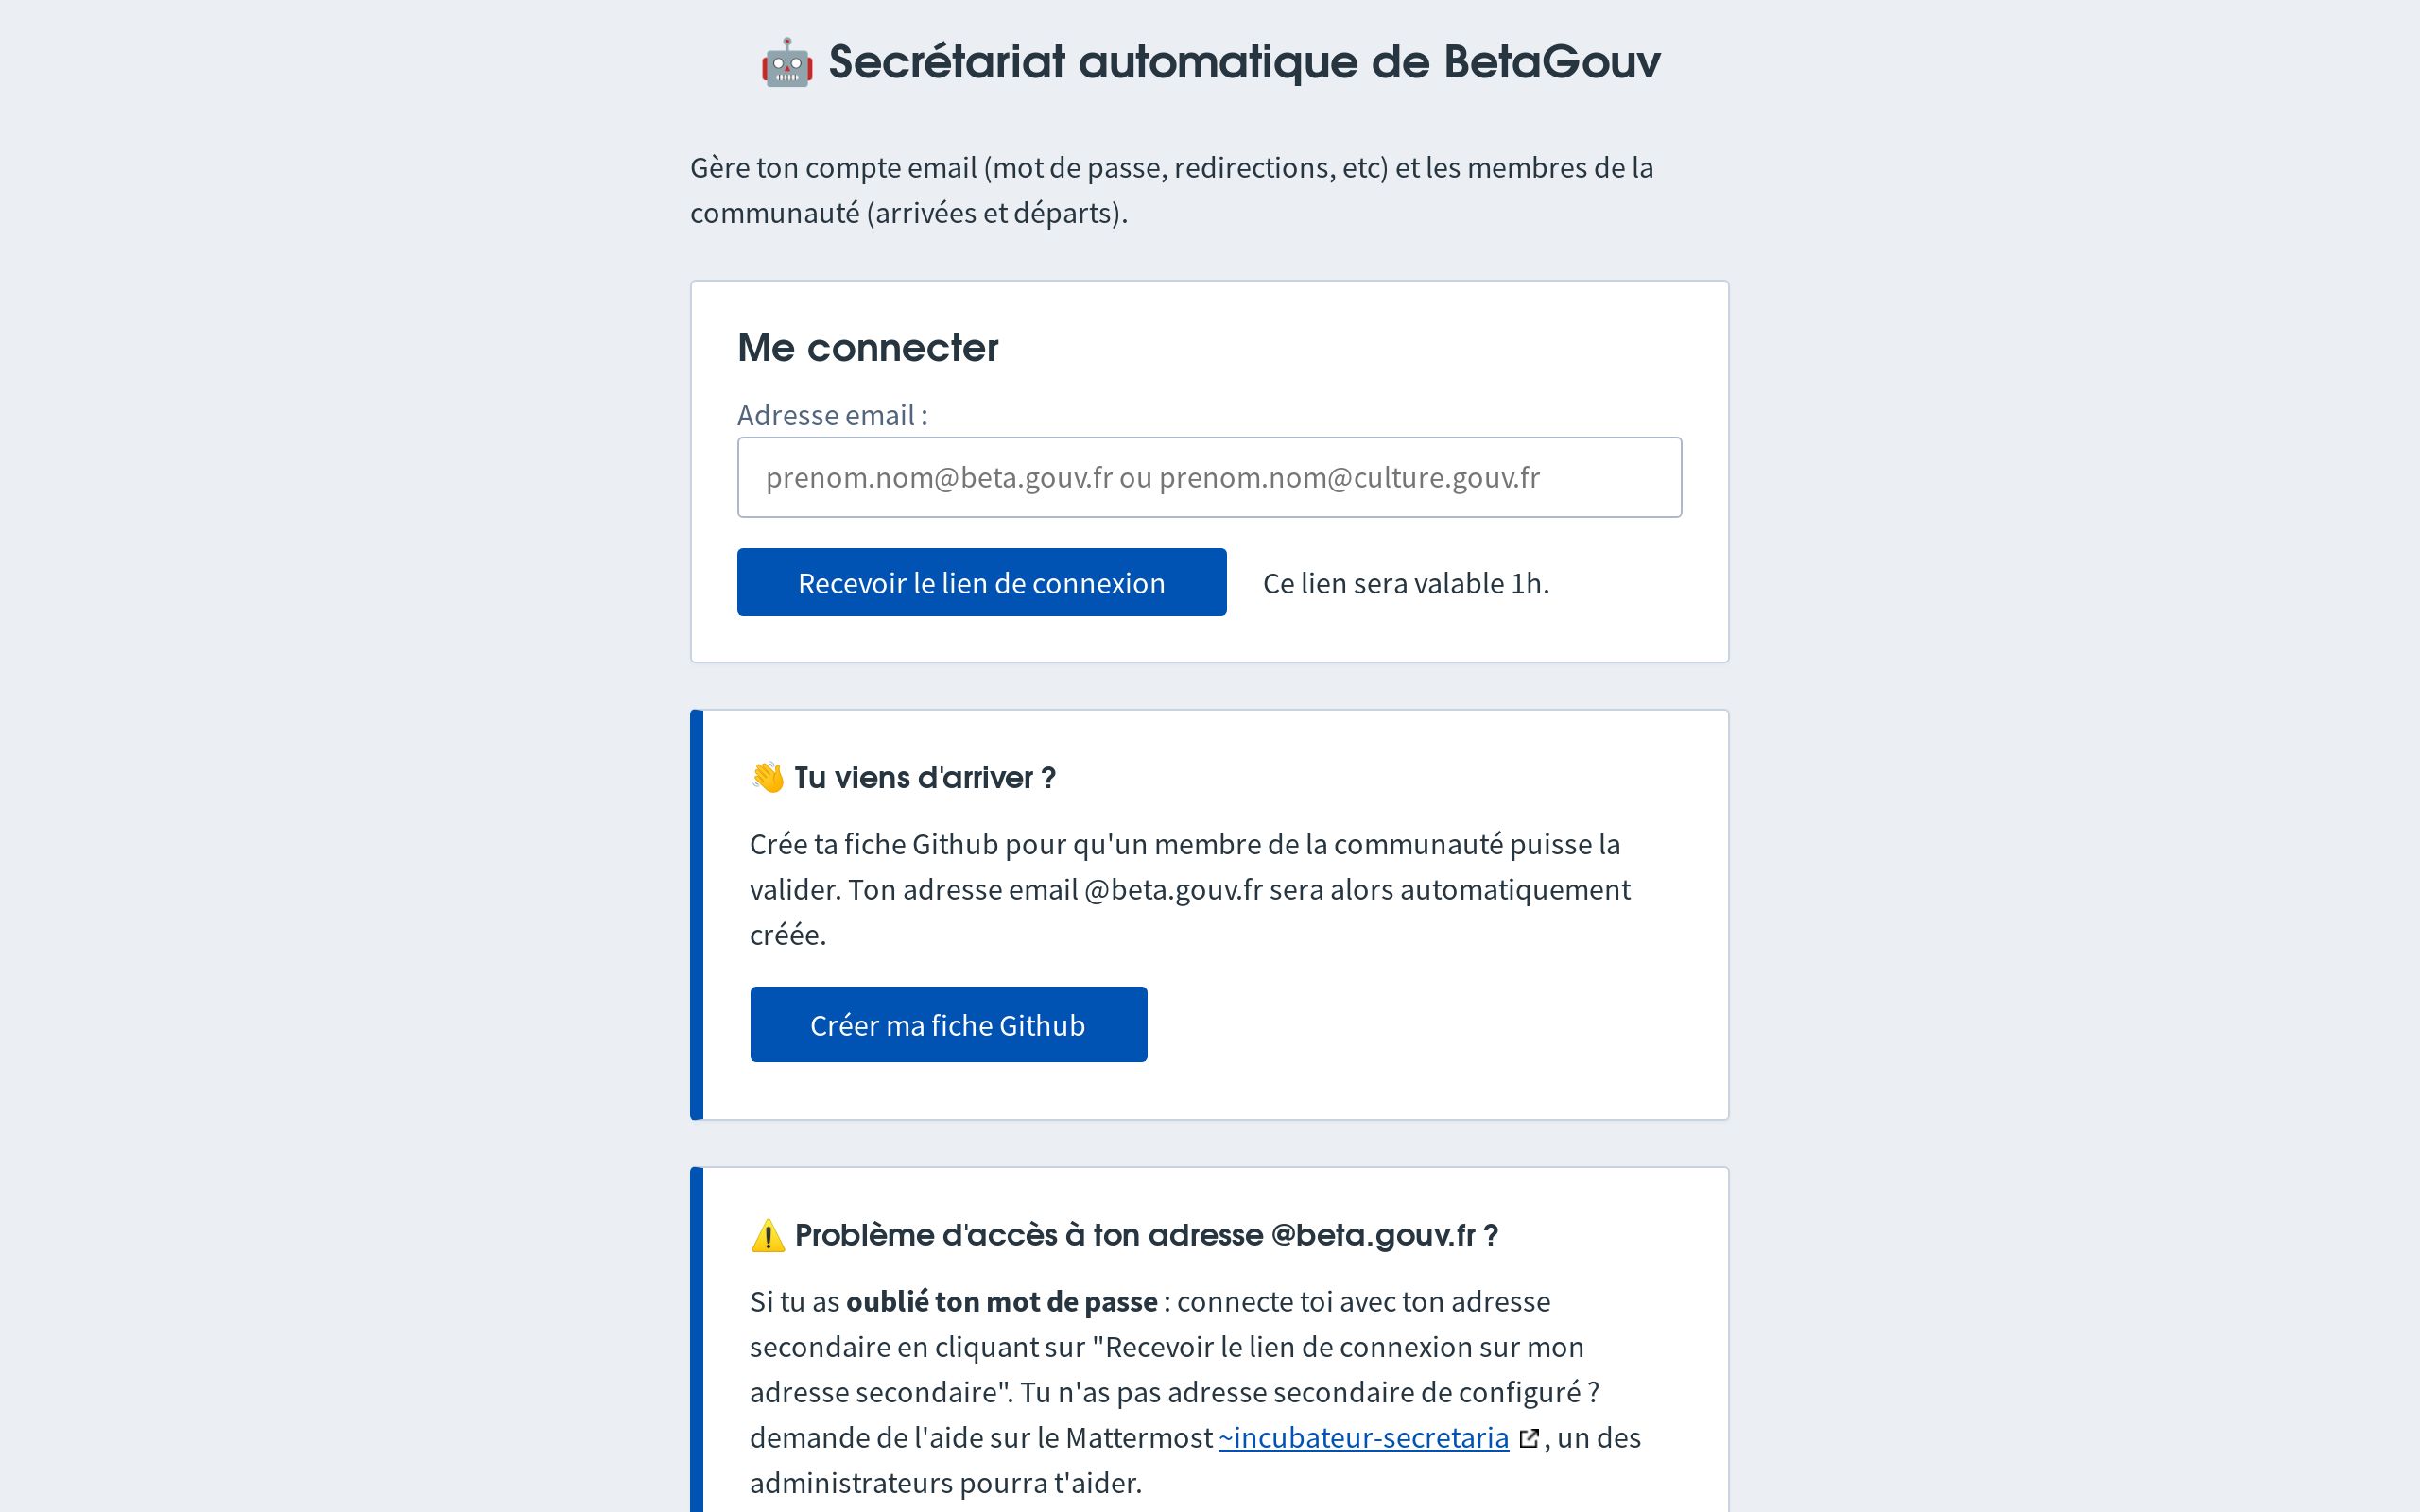 🤖 Secrétariat automatique de BetaGouv
Gère ton compte email (mot de passe, redirections, etc) et les membres de la
communauté (arrivées et départs).
Me connecter
Adresse email :
prenom.nom@beta.gouv.fr ou prenom.nom@culture.gouv.fr
Recevoir le lien de connexion
Ce lien sera valable 1h.
👋 Tu viens d'arriver ?
Crée ta fiche Github pour qu'un membre de la communauté puisse la
valider. Ton adresse email @beta.gouv.fr sera alors automatiquement
créée.
Créer ma fiche Github
⚠️ Problème d'accès à ton adresse @beta.gouv.fr ?
Si tu as oublié ton mot de passe : connecte toi avec ton adresse
secondaire en cliquant sur "Recevoir le lien de connexion sur mon
adresse secondaire". Tu n'as pas adresse secondaire de configuré ?
demande de l'aide sur le Mattermost ~incubateur-secretaria , un des
administrateurs pourra t'aider.